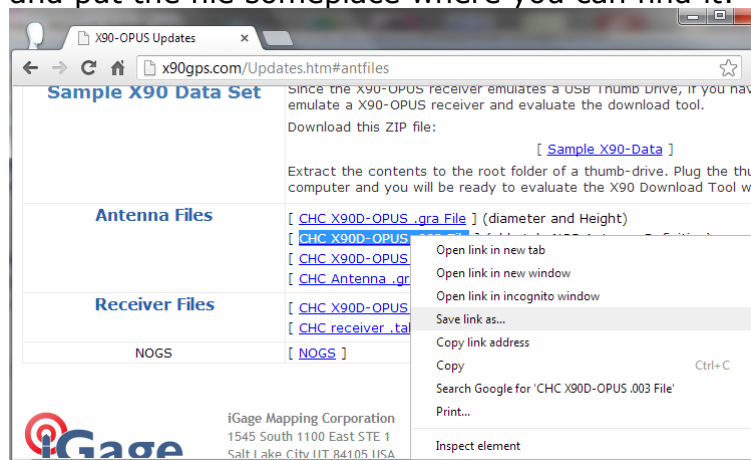 and put the file someplace where you can find it.
X90-OPUS Updates ×
x90gps.com/Updates.htm#antfiles
Sample X90 Data Set
Since the X90-OPUS receiver emulates a USB Thumb Drive, if you
emulate a X90-OPUS receiver and evaluate the download tool.
Download this ZIP file:
[ Sample X90-Data ]
Extract the contents to the root folder of a thumb-drive. Plug the
computer and you will be ready to evaluate the X90 Download Tool
Antenna Files
[ CHC X90D-OPUS .gra File ] (diameter and Height)
[ CHC X90D-OPUS .003 File ]
[ CHC X90D-OPUS
[ CHC Antenna .gr
Receiver Files
[ CHC X90D-OPUS
[ CHC receiver .ta
NOGS
[ NOGS ]
Open link in new tab
Open link in new window
Open link in incognito window
Save link as...
Copy link address
Copy Ctrl+C
Search Google for 'CHC X90D-OPUS .003 File'
Print...
Inspect element
iGage
iGage Mapping Corporation
1545 South 1100 East STE 1
Salt Lake City UT 84105 USA